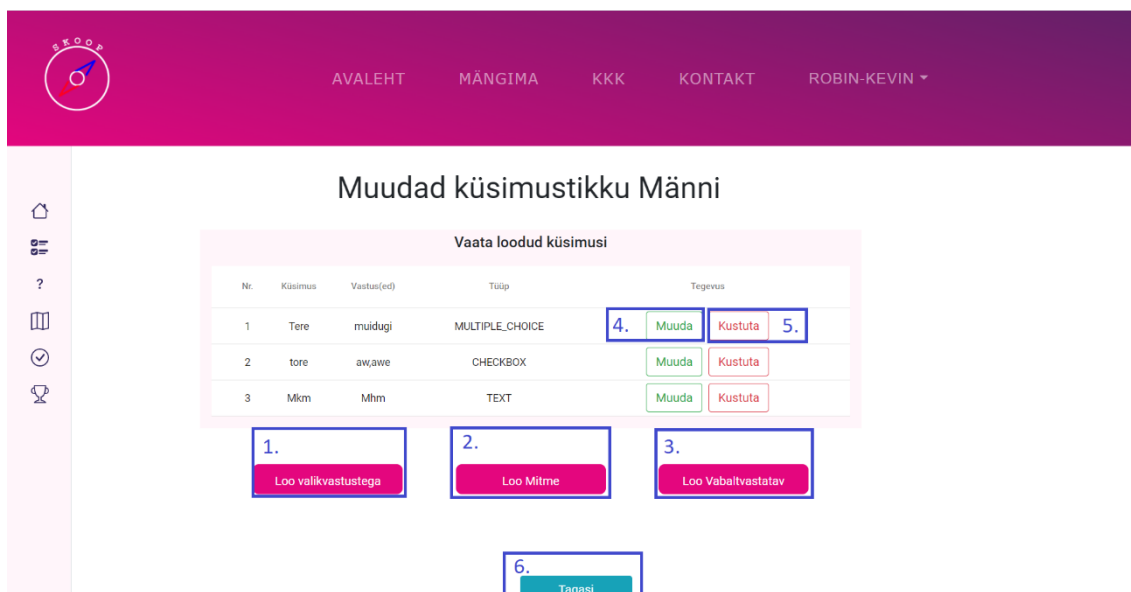 SKOOP
AVALEHT MÄNGIMA KKK KONTAKT ROBIN-KEVIN
Muudad küsimustikku Männi
Vaata loodud küsimusi
Nr. Küsimus Vastus(ed) Tüüp Tegevus
1 Tere muidugi MULTIPLE_CHOICE 4. Muuda Kustuta 5.
2 tore aw,awe CHECKBOX Muuda Kustuta
?
3 Mkm Mhm TEXT Muuda Kustuta
1. 2. 3.
Loo valikvastustega Loo Mitme Loo Vabaltvastatav
6.
Tagasi